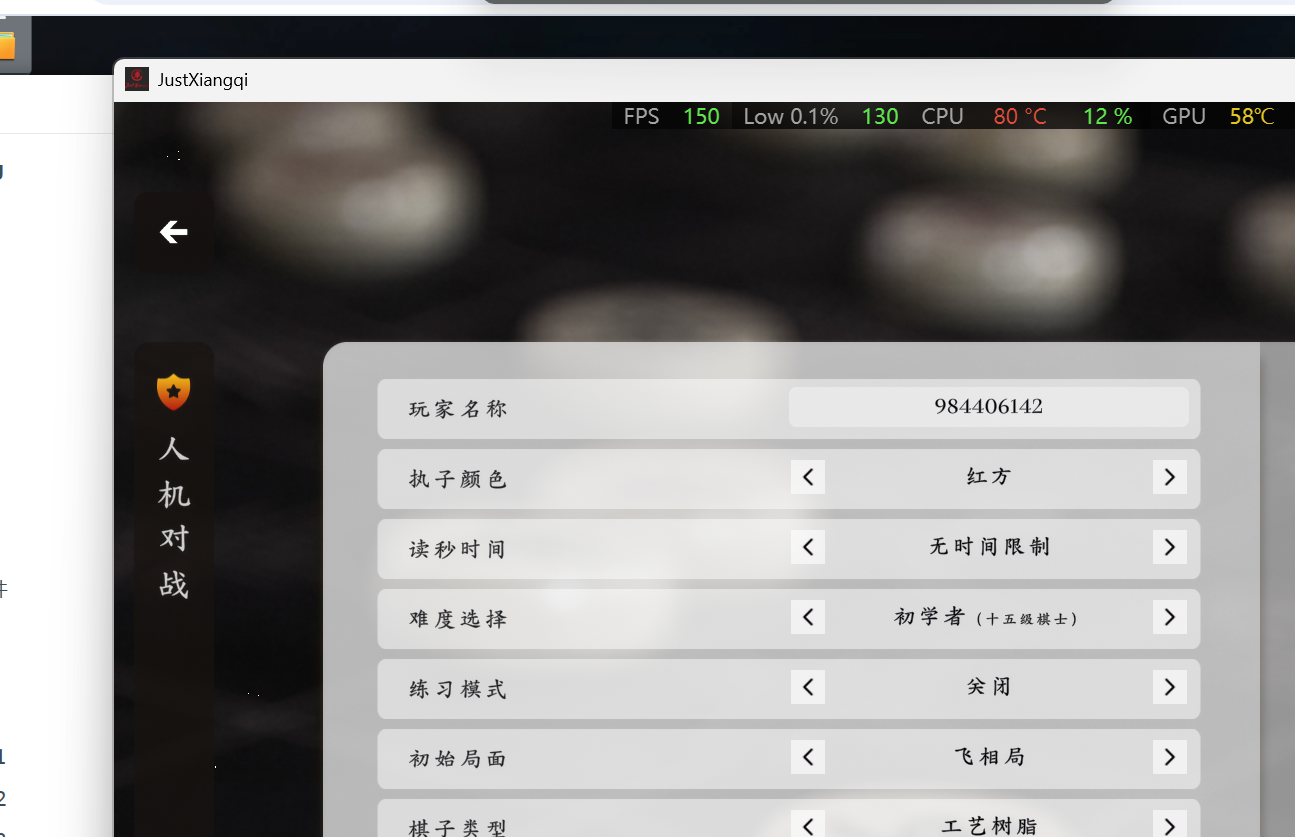 JustXiangqi
FPS 150 Low 0.1% 130 CPU 80 °C 12 % GPU 58°C
人机对战
玩家名称 984406142
执子颜色 红方
读秒时间 无时间限制
难度选择 初学者 (十五级棋士)
练习模式 关闭
初始局面 飞相局
棋子类型 工艺树脂
1
2